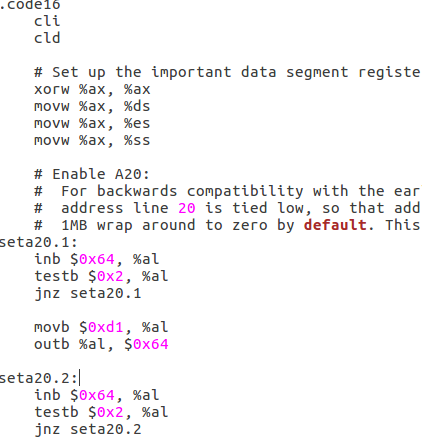 .code16
    cli
    cld

    # Set up the important data segment registe
    xorw %ax, %ax
    movw %ax, %ds
    movw %ax, %es
    movw %ax, %ss

    # Enable A20:
    #  For backwards compatibility with the ear
    #  address line 20 is tied low, so that add
    #  1MB wrap around to zero by default. This
seta20.1:
    inb $0x64, %al
    testb $0x2, %al
    jnz seta20.1

    movb $0xd1, %al
    outb %al, $0x64

seta20.2:
    inb $0x64, %al
    testb $0x2, %al
    jnz seta20.2